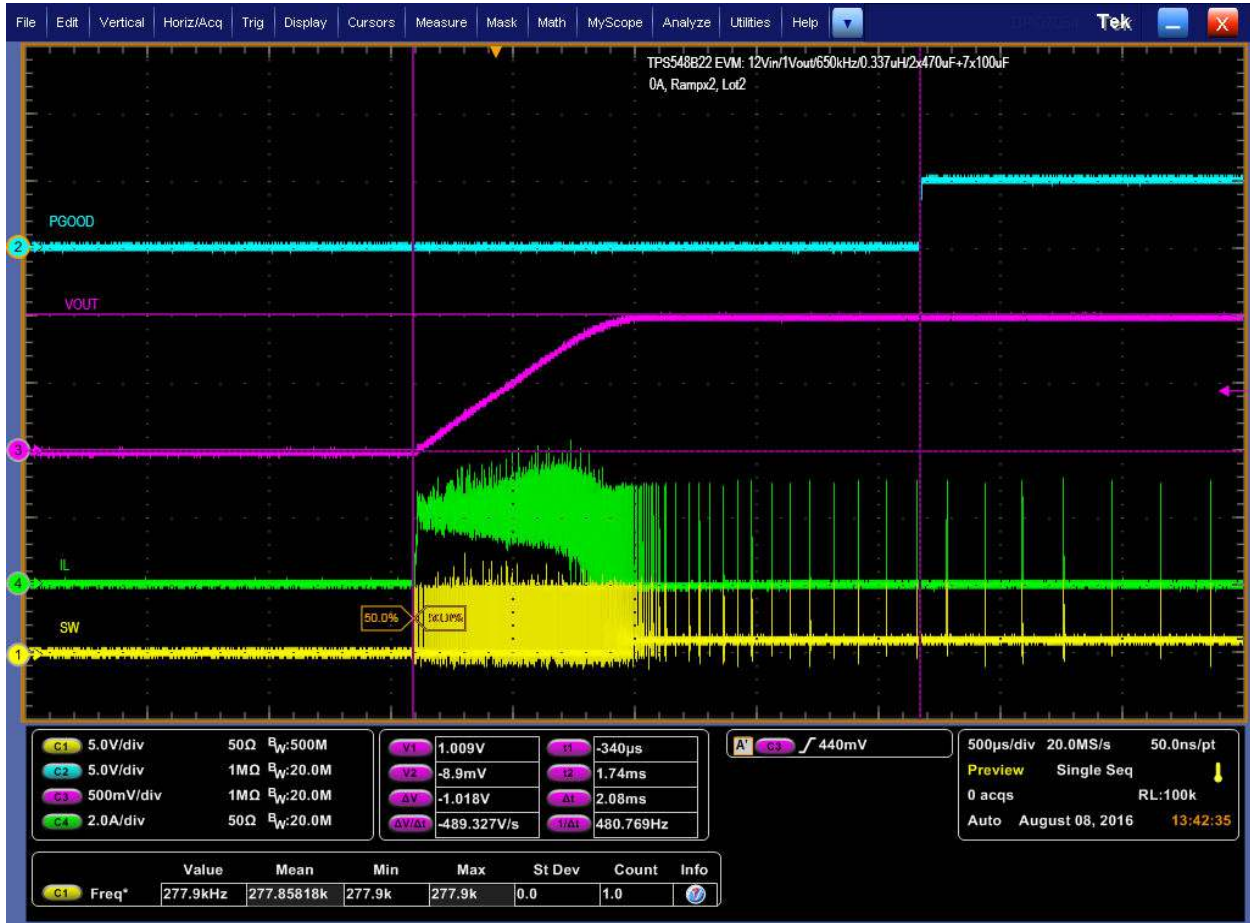 File Edit Vertical Horiz/Acq Trig Display Cursors Measure Mask Math MyScope Analyze Utilities Help Tek X
TPS548B22 EVM: 12Vin/1Vout/650kHz/0.337uH/2x470uF+7x100uF
0A, Rampx2, Lot2
PGOOD
2
VOUT
3
IL
4
50.0%
SW
1
C1 5.0V/div 50Ω BW:500M
C2 5.0V/div 1MΩ BW:20.0M
C3 500mV/div 1MΩ BW:20.0M
C4 2.0A/div 50Ω BW:20.0M
V1 1.009V t1 -340µs
V2 -8.9mV t2 1.74ms
ΔV -1.018V Δt 2.08ms
ΔV/Δt -489.327V/s 1/Δt 480.769Hz
A' C3 440mV
500µs/div 20.0MS/s 50.0ns/pt
Preview Single Seq
0 acqs RL:100k
Auto August 08, 2016 13:42:35
Value Mean Min Max St Dev Count Info
C1 Freq* 277.9kHz 277.85818k 277.9k 277.9k 0.0 1.0